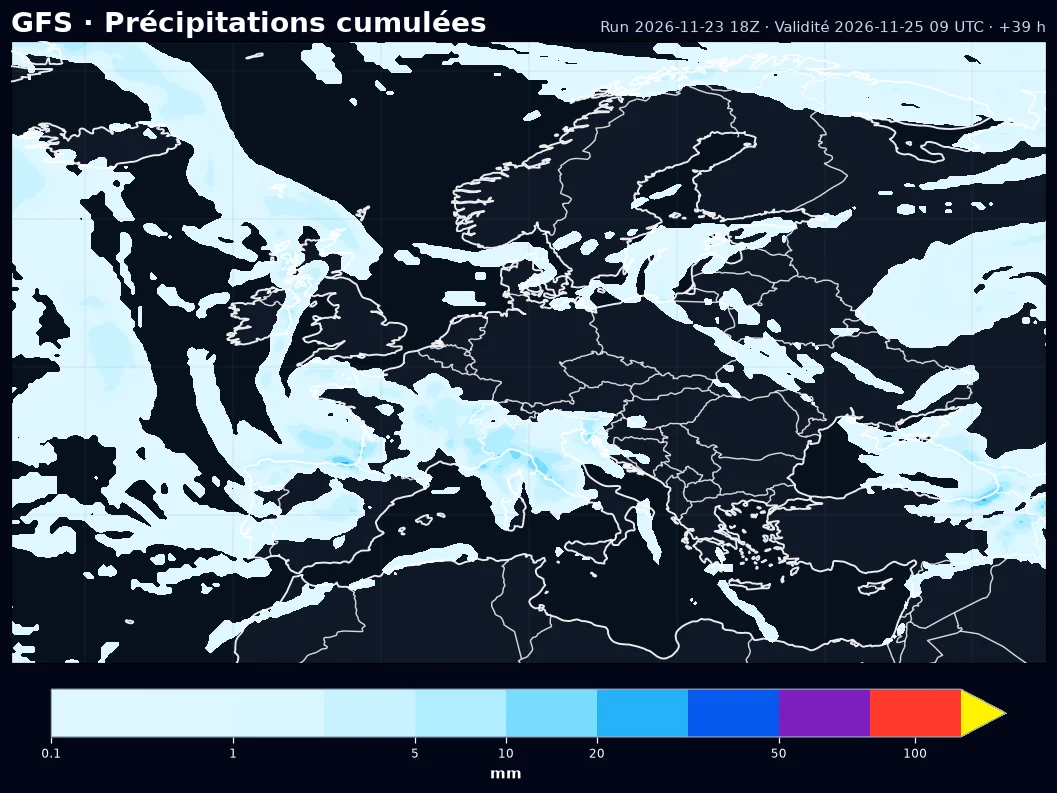 GFS · Précipitations cumulées
Run 2026-11-23 18Z · Validité 2026-11-25 09 UTC · +39 h
0.1 1 5 10 20 50 100
mm